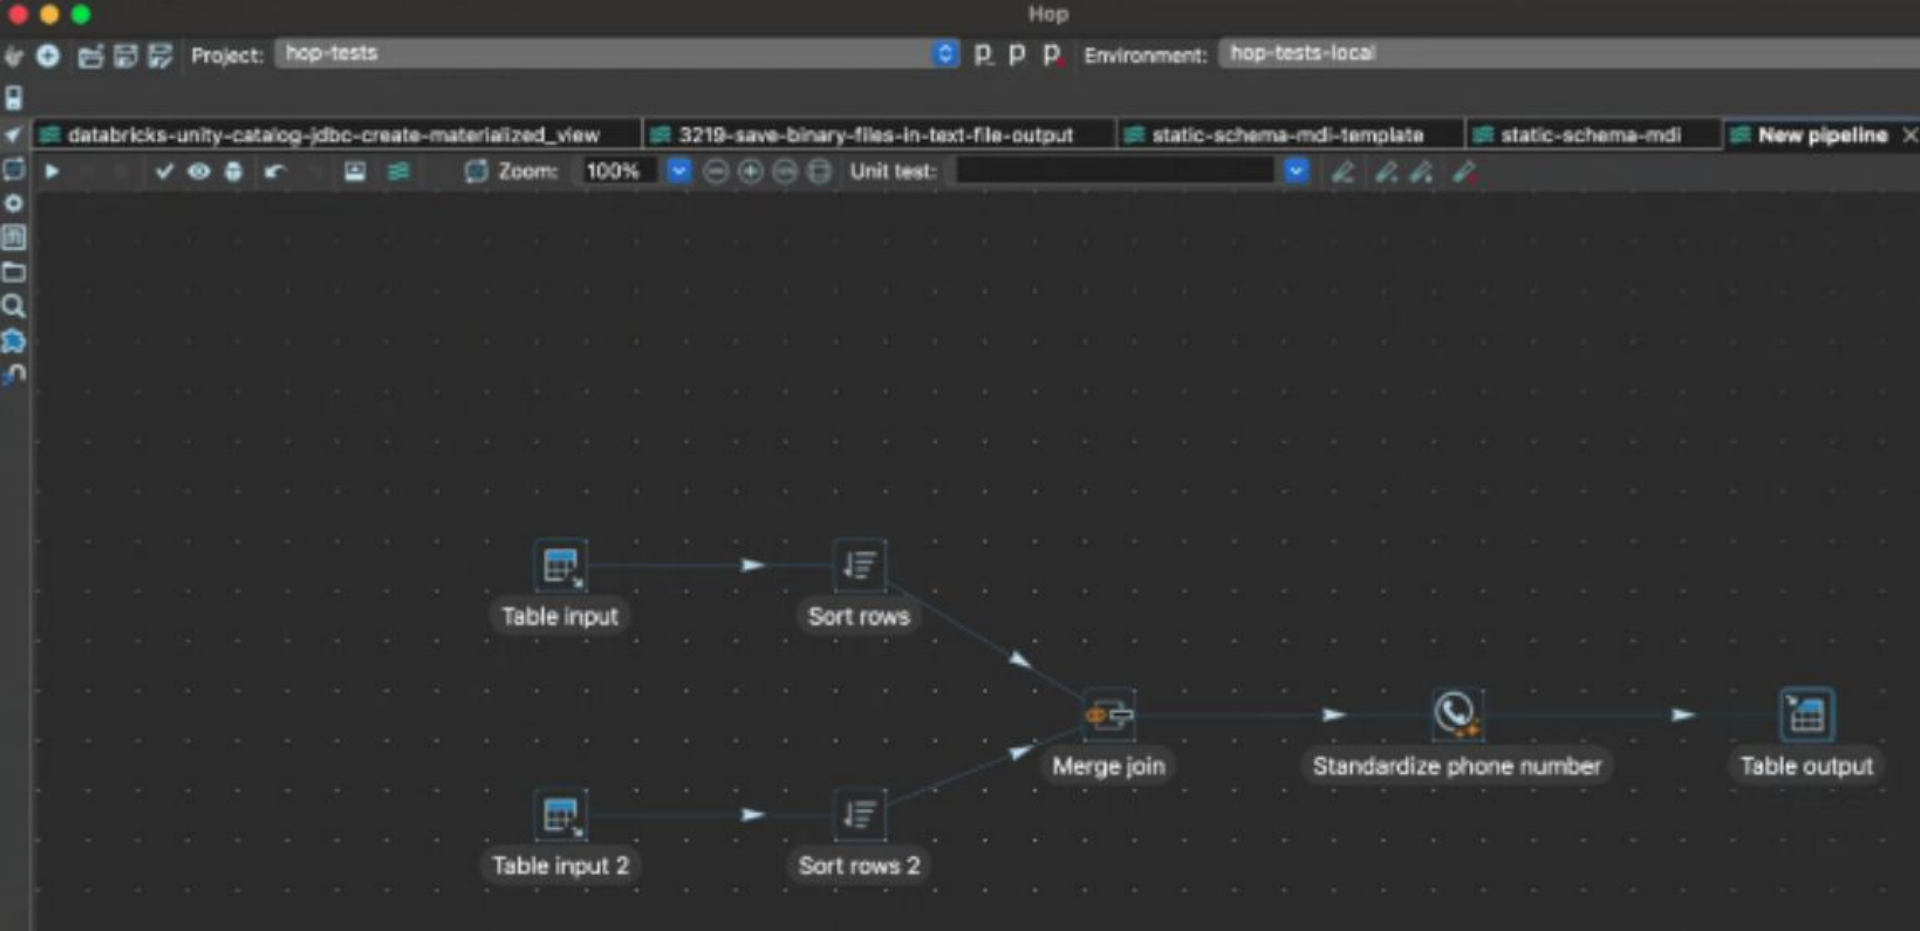 Hop
Project: hop-tests Environment: hop-tests-local
databricks-unity-catalog-jdbc-create-materialized_view 3219-save-binary-files-in-text-file-output static-schema-mdi-template static-schema-mdi New pipeline
Zoom: 100% Unit test:
Table input Sort rows
Merge join Standardize phone number Table output
Table input 2 Sort rows 2